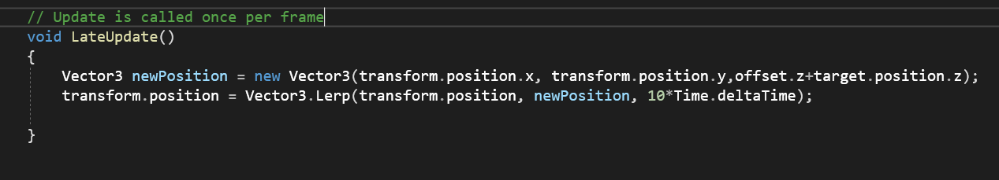 // Update is called once per frame
void LateUpdate()
{
Vector3 newPosition = new Vector3(transform.position.x, transform.position.y,offset.z+target.position.z);
transform.position = Vector3.Lerp(transform.position, newPosition, 10*Time.deltaTime);
}